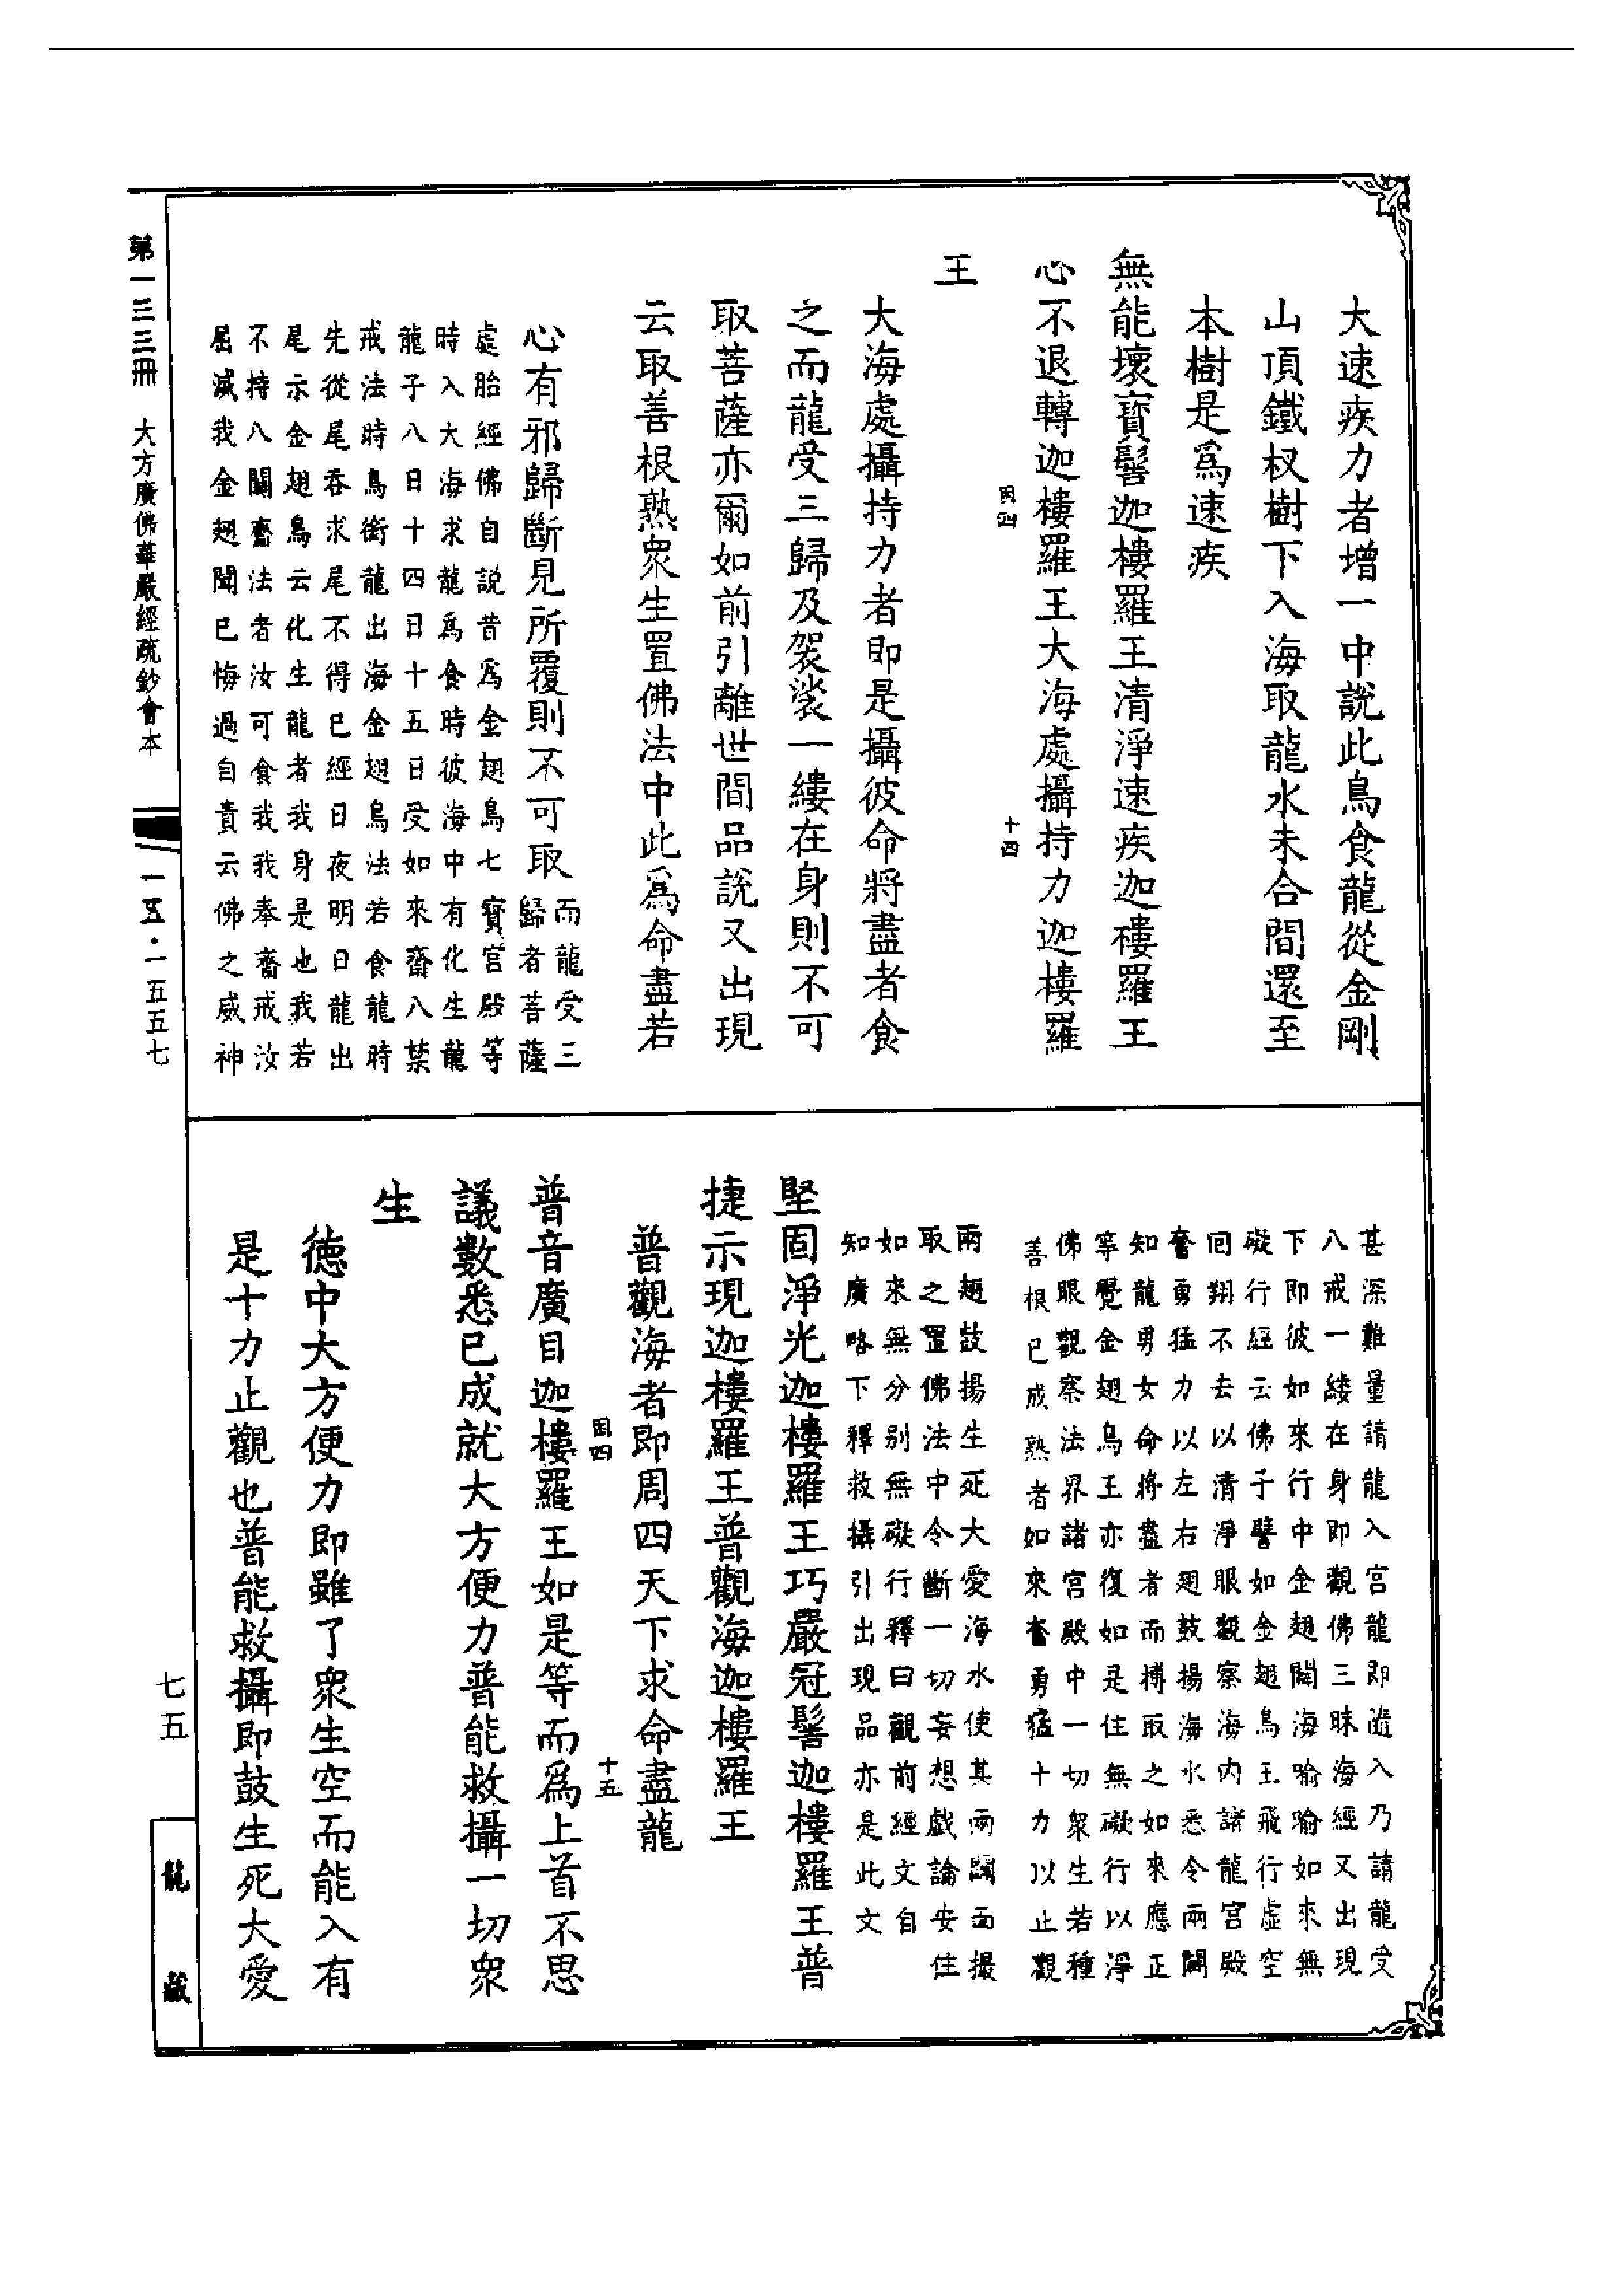 大速疾力者增一中說此鳥食龍從金剛
山頂鐵杈樹下入海取龍水未合間還至
本樹是爲速疾
無能壞寶髻迦樓羅王清淨速疾迦樓羅王
心不退轉迦樓羅王大海處攝持力迦樓羅
王
因四
十四
大海處攝持力者即是攝彼命將盡者食
之而龍受三歸及袈裟一縷在身則不可
取菩薩亦爾如前引離世間品說又出現
云取善根熟衆生置佛法中此爲命盡若
心有邪歸斷見所覆則不可取
而龍受三
歸者菩薩
處胎經佛自說昔爲金翅鳥七寶宮殿等
時入大海求龍爲食時彼海中有化生龍
龍子八日十四日十五日受如來齋八禁
戒法時鳥銜龍出海金翅鳥法若食龍時
先從尾吞求尾不得已經日夜明日龍出
尾示金翅鳥云化生龍者我身是也我若
不持八關齋法者汝可食我我奉齋戒汝
屈滅我金翅聞已悔過自責云佛之威神
甚深難量請龍入宮龍即隨入乃請龍受
八戒一縷在身即觀佛三昧海經又出現
下即彼如來行中金翅闢海喻喻如來無
礙行經云佛子譬如金翅鳥王飛行虛空
回翔不去以清淨眼觀察海內諸龍宮殿
奮勇猛力以左右翅鼓揚海水悉令兩闢
知龍男女命將盡者而搏取之如來應正
等覺金翅鳥王亦復如是住無礙行以淨
佛眼觀察法界諸宮殿中一切衆生若種
善根已成熟者如來奮勇猛十力以止觀
兩翅鼓揚生死大愛海水使其兩闢而撮
取之置佛法中令斷一切妄想戲論安住
如來無分别無礙行釋曰觀前經文自
知廣略下釋救攝引出現品亦是此文
堅固淨光迦樓羅王巧嚴冠髻迦樓羅王普
捷示現迦樓羅王普觀海迦樓羅王
普觀海者即周四天下求命盡龍
因四
十五
普音廣目迦樓羅王如是等而爲上首不思
議數悉已成就大方便力普能救攝一切衆
生
德中大方便力即雖了衆生空而能入有
是十力止觀也普能救攝即鼓生死大愛
第一三三冊　大方廣佛華嚴經疏鈔會本
一五·一五五七
七五
龍藏